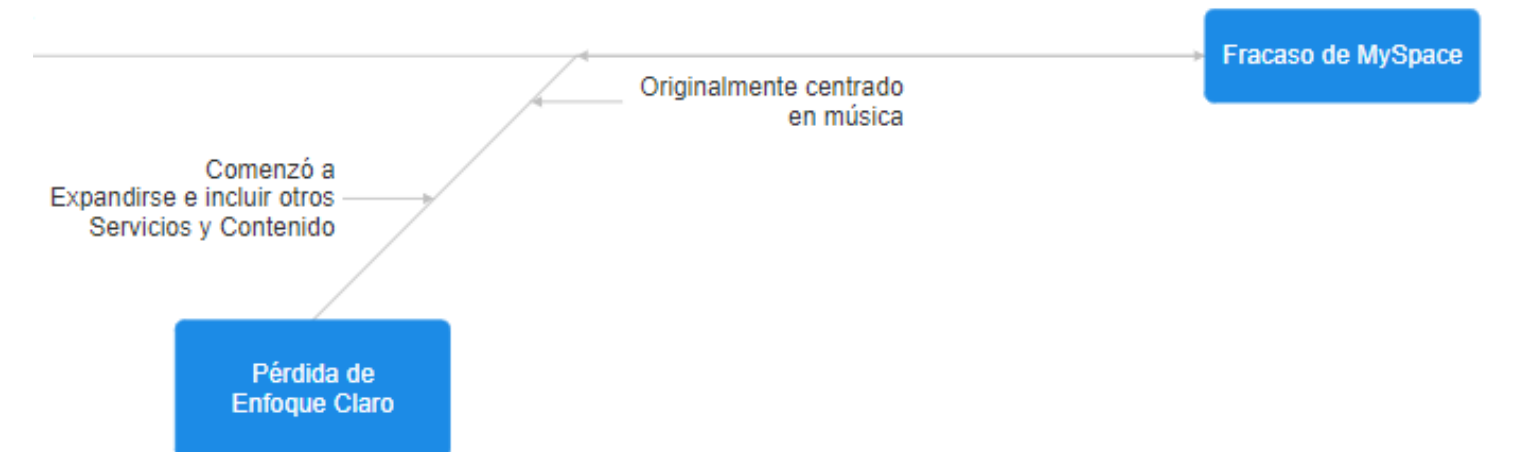 Fracaso de MySpace
Originalmente centrado
en música
Comenzó a
Expandirse e incluir otros
Servicios y Contenido
Pérdida de
Enfoque Claro